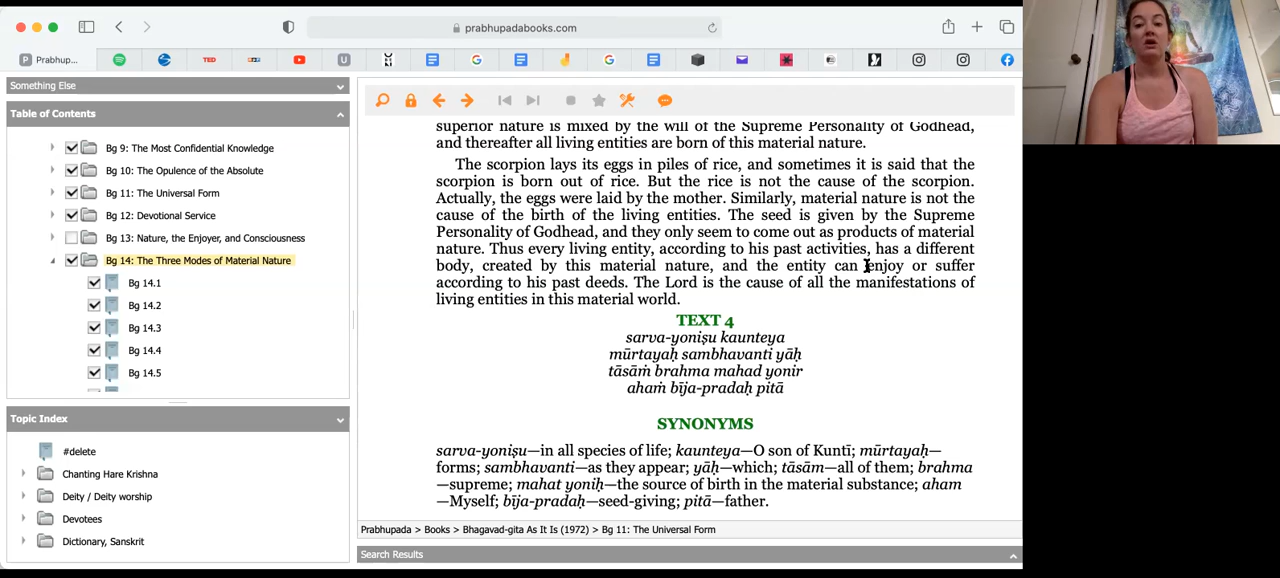 prabhupadabooks.com
Prabhup...
TED
Something Else
Table of Contents
Bg 9: The Most Confidential Knowledge
Bg 10: The Opulence of the Absolute
Bg 11: The Universal Form
Bg 12: Devotional Service
Bg 13: Nature, the Enjoyer, and Consciousness
Bg 14: The Three Modes of Material Nature
Bg 14.1
Bg 14.2
Bg 14.3
Bg 14.4
Bg 14.5
Topic Index
#delete
Chanting Hare Krishna
Deity / Deity worship
Devotees
Dictionary, Sanskrit
superior nature is mixed by the will of the Supreme Personality of Godhead,
and thereafter all living entities are born of this material nature.
The scorpion lays its eggs in piles of rice, and sometimes it is said that the
scorpion is born out of rice. But the rice is not the cause of the scorpion.
Actually, the eggs were laid by the mother. Similarly, material nature is not the
cause of the birth of the living entities. The seed is given by the Supreme
Personality of Godhead, and they only seem to come out as products of material
nature. Thus every living entity, according to his past activities, has a different
body, created by this material nature, and the entity can enjoy or suffer
according to his past deeds. The Lord is the cause of all the manifestations of
living entities in this material world.
TEXT 4
sarva-yoniṣu kaunteya
mūrtayaḥ sambhavanti yāḥ
tāsāṁ brahma mahad yonir
ahaṁ bīja-pradaḥ pitā
SYNONYMS
sarva-yoniṣu—in all species of life; kaunteya—O son of Kuntī; mūrtayaḥ—
forms; sambhavanti—as they appear; yāḥ—which; tāsām—all of them; brahma
—supreme; mahat yoniḥ—the source of birth in the material substance; aham
—Myself; bīja-pradaḥ—seed-giving; pitā—father.
Prabhupada > Books > Bhagavad-gita As It Is (1972) > Bg 11: The Universal Form
Search Results